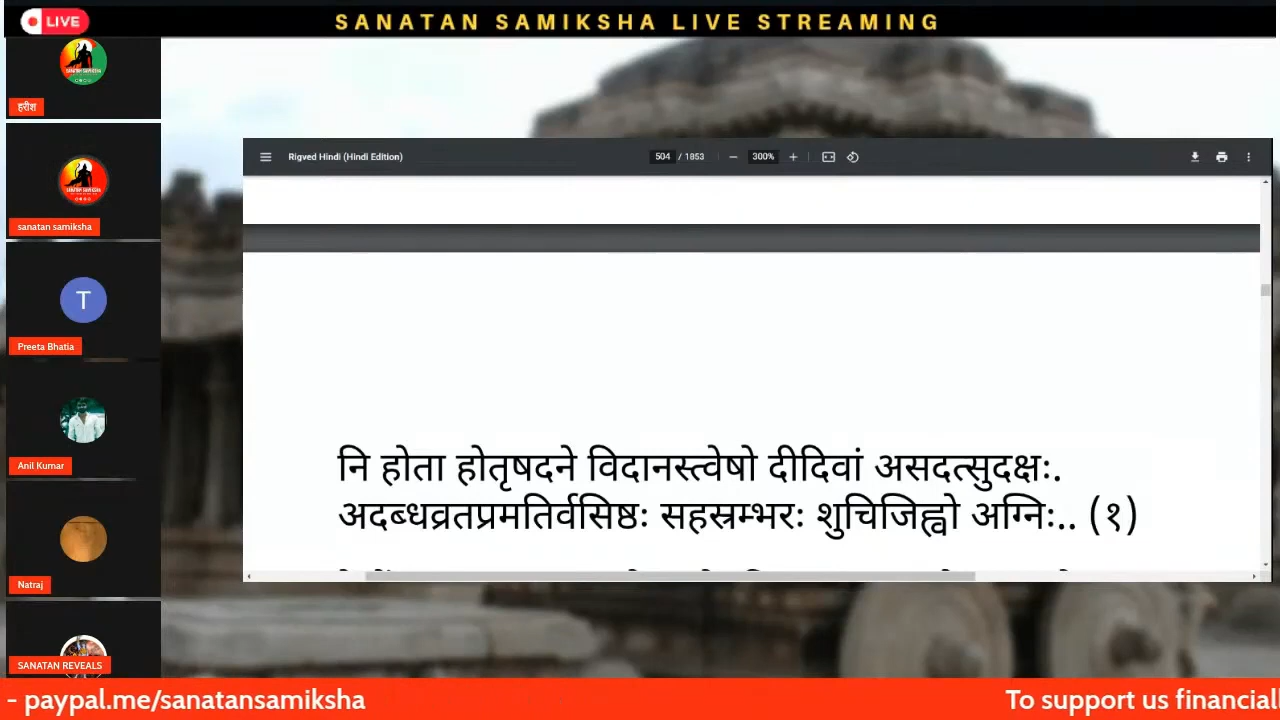 LIVE
SANATAN SAMIKSHA LIVE STREAMING
हरीश
sanatan samiksha
T
Preeta Bhatia
Anil Kumar
Natraj
SANATAN REVEALS
Rigved Hindi (Hindi Edition)
504 / 1853
300%
नि होता होतृषदने विदानस्त्वेषो दीदिवां असदत्सुदक्षः.
अदब्धव्रतप्रमतिर्वसिष्ठः सहस्रम्भरः शुचिजिह्वो अग्निः.. (१)
- paypal.me/sanatansamiksha
To support us financiall